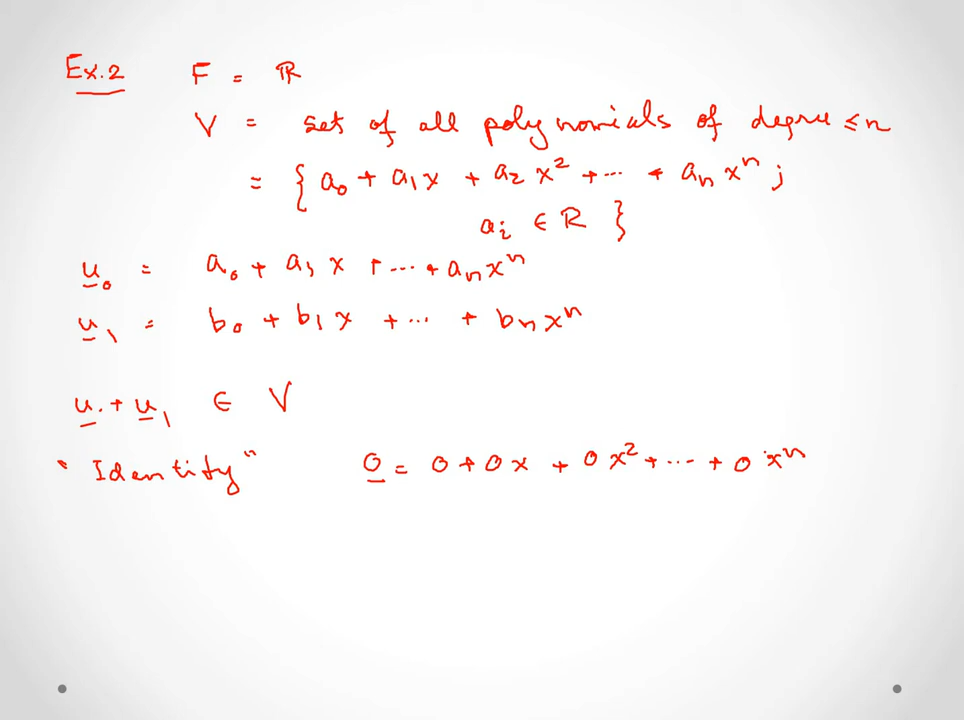 Ex.2 F = ℝ
V = set of all polynomials of degree ≤ n
= { a₀ + a₁x + a₂x² + ... + aₙxⁿ ;
aᵢ ∈ ℝ }
u₀ = a₀ + a₁x + ... + aₙxⁿ
u₁ = b₀ + b₁x + ... + bₙxⁿ
u. + u₁ ∈ V
"Identity" 0 = 0 + 0x + 0x² + ... + 0xⁿ